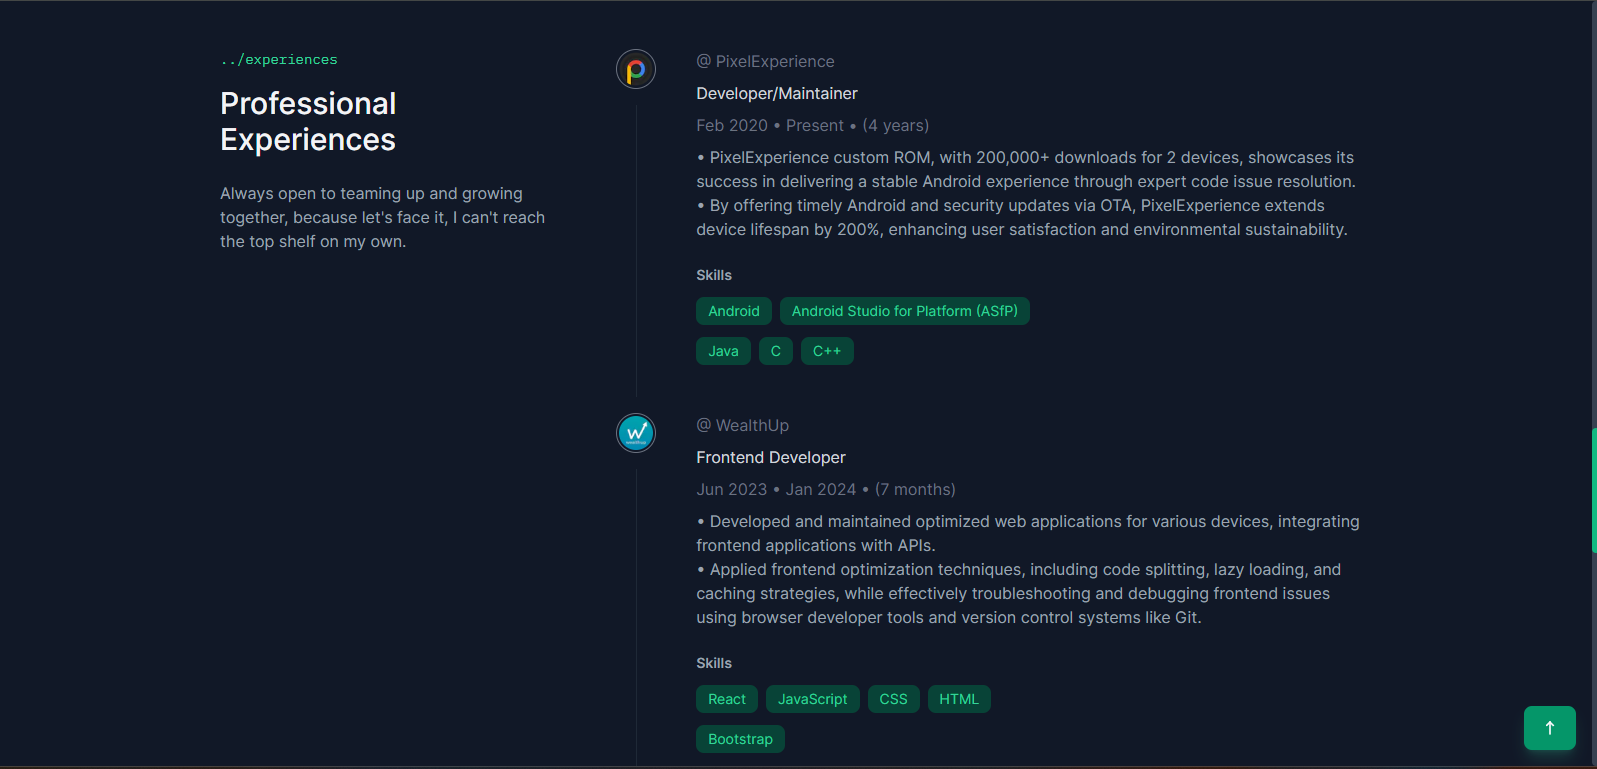 ../experiences
Professional
Experiences
Always open to teaming up and growing
together, because let's face it, I can't reach
the top shelf on my own.
@ PixelExperience
Developer/Maintainer
Feb 2020 • Present • (4 years)
• PixelExperience custom ROM, with 200,000+ downloads for 2 devices, showcases its
success in delivering a stable Android experience through expert code issue resolution.
• By offering timely Android and security updates via OTA, PixelExperience extends
device lifespan by 200%, enhancing user satisfaction and environmental sustainability.
Skills
Android Android Studio for Platform (ASfP)
Java C C++
@ WealthUp
Frontend Developer
Jun 2023 • Jan 2024 • (7 months)
• Developed and maintained optimized web applications for various devices, integrating
frontend applications with APIs.
• Applied frontend optimization techniques, including code splitting, lazy loading, and
caching strategies, while effectively troubleshooting and debugging frontend issues
using browser developer tools and version control systems like Git.
Skills
React JavaScript CSS HTML
Bootstrap